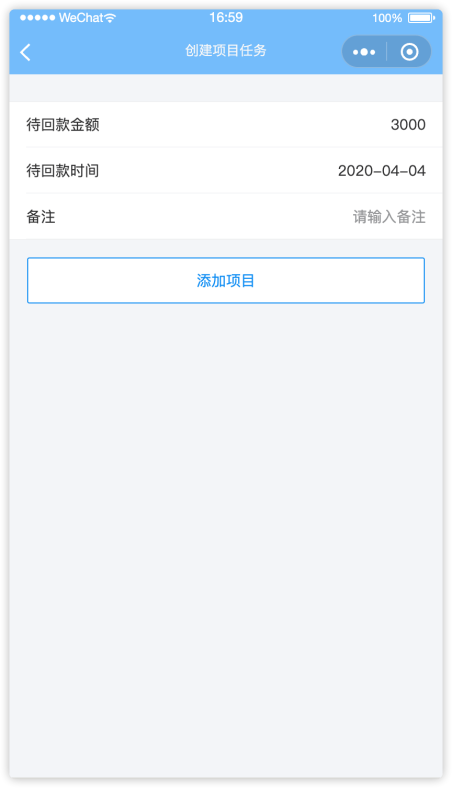 WeChat 16:59 100%
创建项目任务
待回款金额 3000
待回款时间 2020-04-04
备注 请输入备注
添加项目